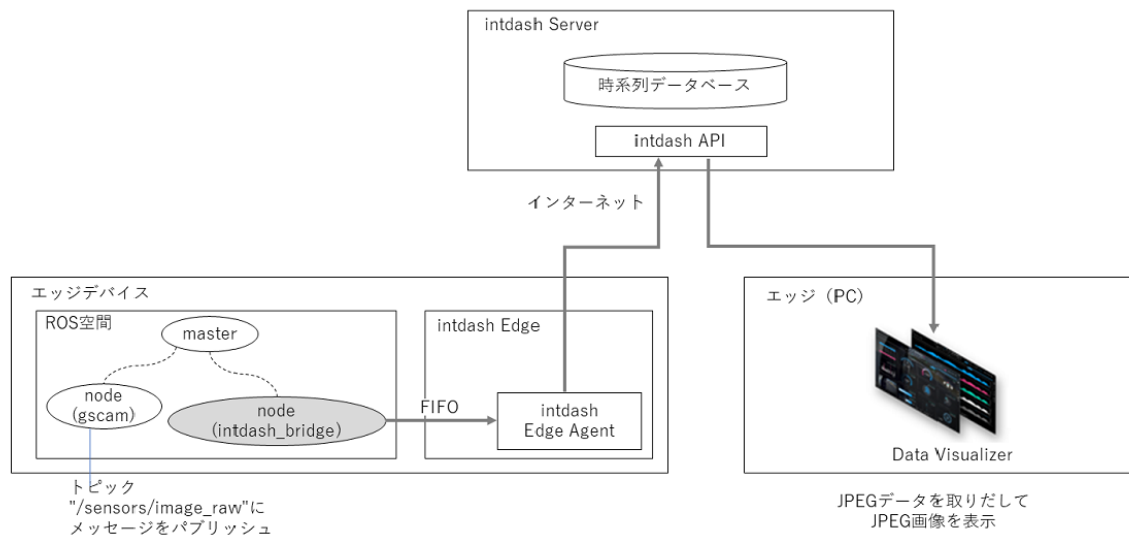 intdash Server
時系列データベース
intdash API
インターネット
エッジデバイス
ROS空間
master
node
(gscam)
node
(intdash_bridge)
FIFO
intdash Edge
intdash
Edge Agent
トピック
"/sensors/image_raw"に
メッセージをパブリッシュ
エッジ（PC）
Data Visualizer
JPEGデータを取りだして
JPEG画像を表示